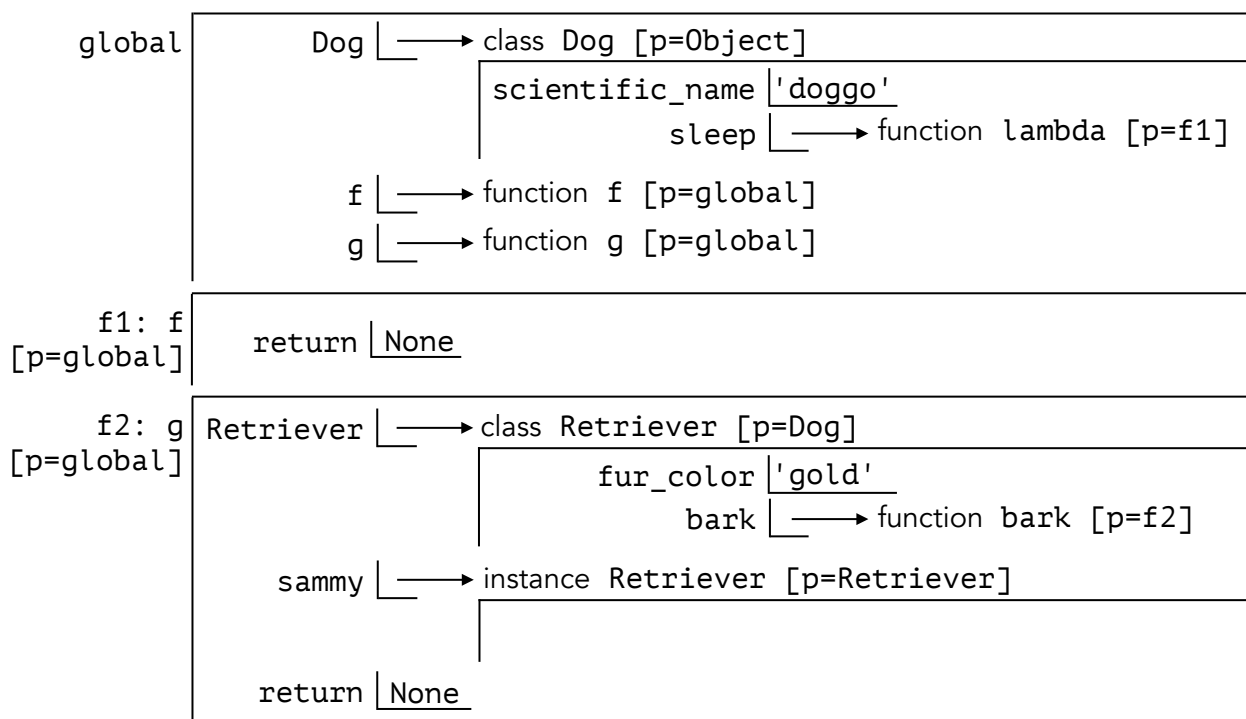 global Dog class Dog [p=Object]
scientific_name 'doggo'
sleep function lambda [p=f1]
f function f [p=global]
g function g [p=global]
f1: f
[p=global] return None
f2: g
[p=global] Retriever class Retriever [p=Dog]
fur_color 'gold'
bark function bark [p=f2]
sammy instance Retriever [p=Retriever]
return None